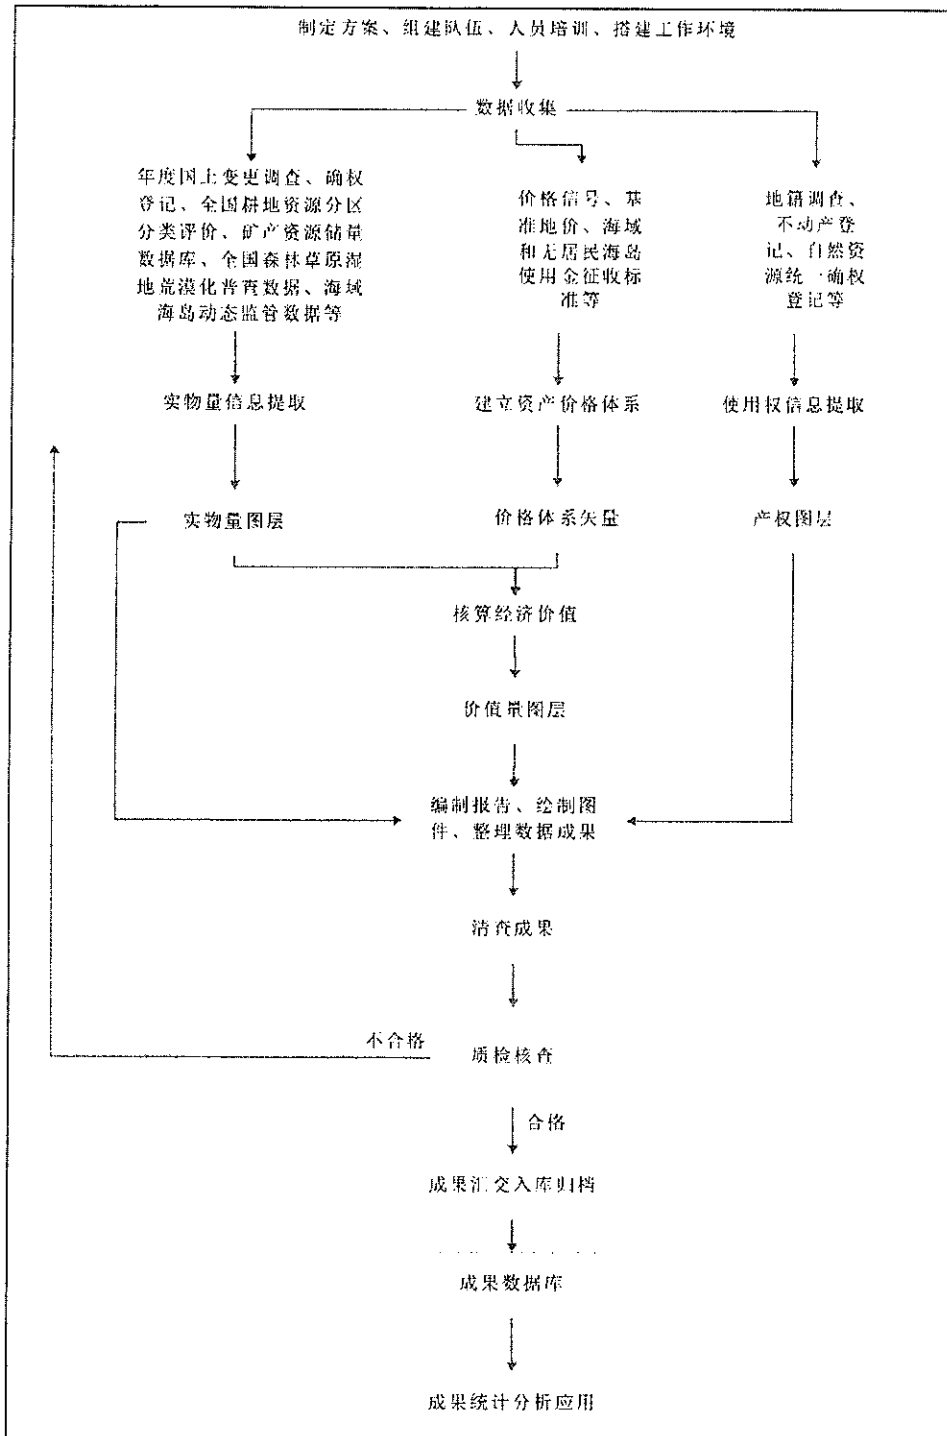 制定方案、组建队伍、人员培训、搭建工作环境
数据收集
年度国土变更调查、确权
登记、全国耕地资源分区
分类评价、矿产资源储量
数据库、全国森林草原湿
地荒漠化普查数据、海域
海岛动态监管数据等
价格信号、基
准地价、海域
和无居民海岛
使用金征收标
准等
地籍调查、
不动产登
记、自然资
源统一确权
登记等
实物量信息提取
建立资产价格体系
使用权信息提取
实物量图层
价格体系矢量
产权图层
核算经济价值
价值量图层
编制报告、绘制图
件、整理数据成果
清查成果
不合格
质检核查
合格
成果汇交入库归档
成果数据库
成果统计分析应用